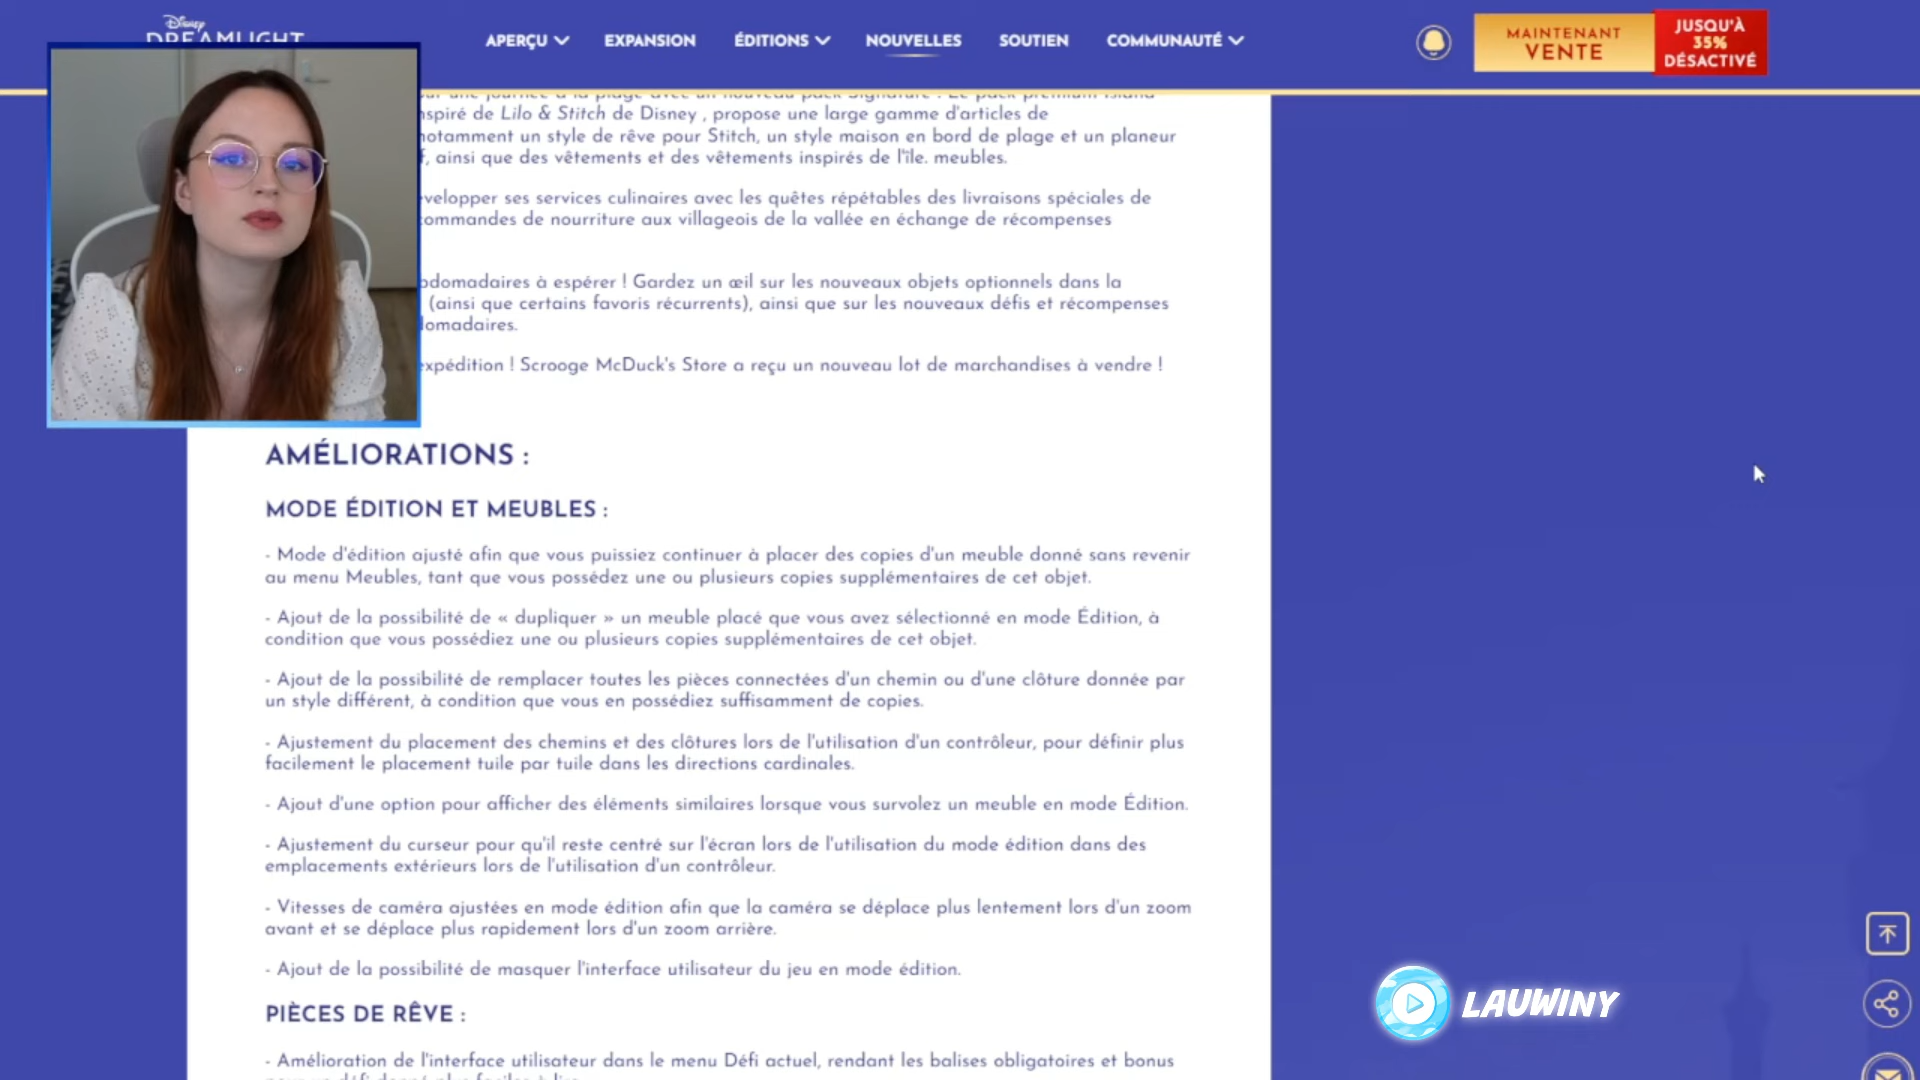 Disney
DREAMLIGHT
APERÇU
EXPANSION
ÉDITIONS
NOUVELLES
SOUTIEN
COMMUNAUTÉ
MAINTENANT
VENTE
JUSQU'À
35%
DÉSACTIVÉ
our une journée à la plage avec un nouveau pack Signature ! Le pack premium Island
nspiré de Lilo & Stitch de Disney , propose une large gamme d'articles de
notamment un style de rêve pour Stitch, un style maison en bord de plage et un planeur
f, ainsi que des vêtements et des vêtements inspirés de l'île. meubles.
évelopper ses services culinaires avec les quêtes répétables des livraisons spéciales de
commandes de nourriture aux villageois de la vallée en échange de récompenses
bdomadaires à espérer ! Gardez un œil sur les nouveaux objets optionnels dans la
(ainsi que certains favoris récurrents), ainsi que sur les nouveaux défis et récompenses
domadaires.
expédition ! Scrooge McDuck's Store a reçu un nouveau lot de marchandises à vendre !
AMÉLIORATIONS :
MODE ÉDITION ET MEUBLES :
- Mode d'édition ajusté afin que vous puissiez continuer à placer des copies d'un meuble donné sans revenir
au menu Meubles, tant que vous possédez une ou plusieurs copies supplémentaires de cet objet.
- Ajout de la possibilité de « dupliquer » un meuble placé que vous avez sélectionné en mode Édition, à
condition que vous possédiez une ou plusieurs copies supplémentaires de cet objet.
- Ajout de la possibilité de remplacer toutes les pièces connectées d'un chemin ou d'une clôture donnée par
un style différent, à condition que vous en possédiez suffisamment de copies.
- Ajustement du placement des chemins et des clôtures lors de l'utilisation d'un contrôleur, pour définir plus
facilement le placement tuile par tuile dans les directions cardinales.
- Ajout d'une option pour afficher des éléments similaires lorsque vous survolez un meuble en mode Édition.
- Ajustement du curseur pour qu'il reste centré sur l'écran lors de l'utilisation du mode édition dans des
emplacements extérieurs lors de l'utilisation d'un contrôleur.
- Vitesses de caméra ajustées en mode édition afin que la caméra se déplace plus lentement lors d'un zoom
avant et se déplace plus rapidement lors d'un zoom arrière.
- Ajout de la possibilité de masquer l'interface utilisateur du jeu en mode édition.
PIÈCES DE RÊVE :
- Amélioration de l'interface utilisateur dans le menu Défi actuel, rendant les balises obligatoires et bonus
LAUWINY